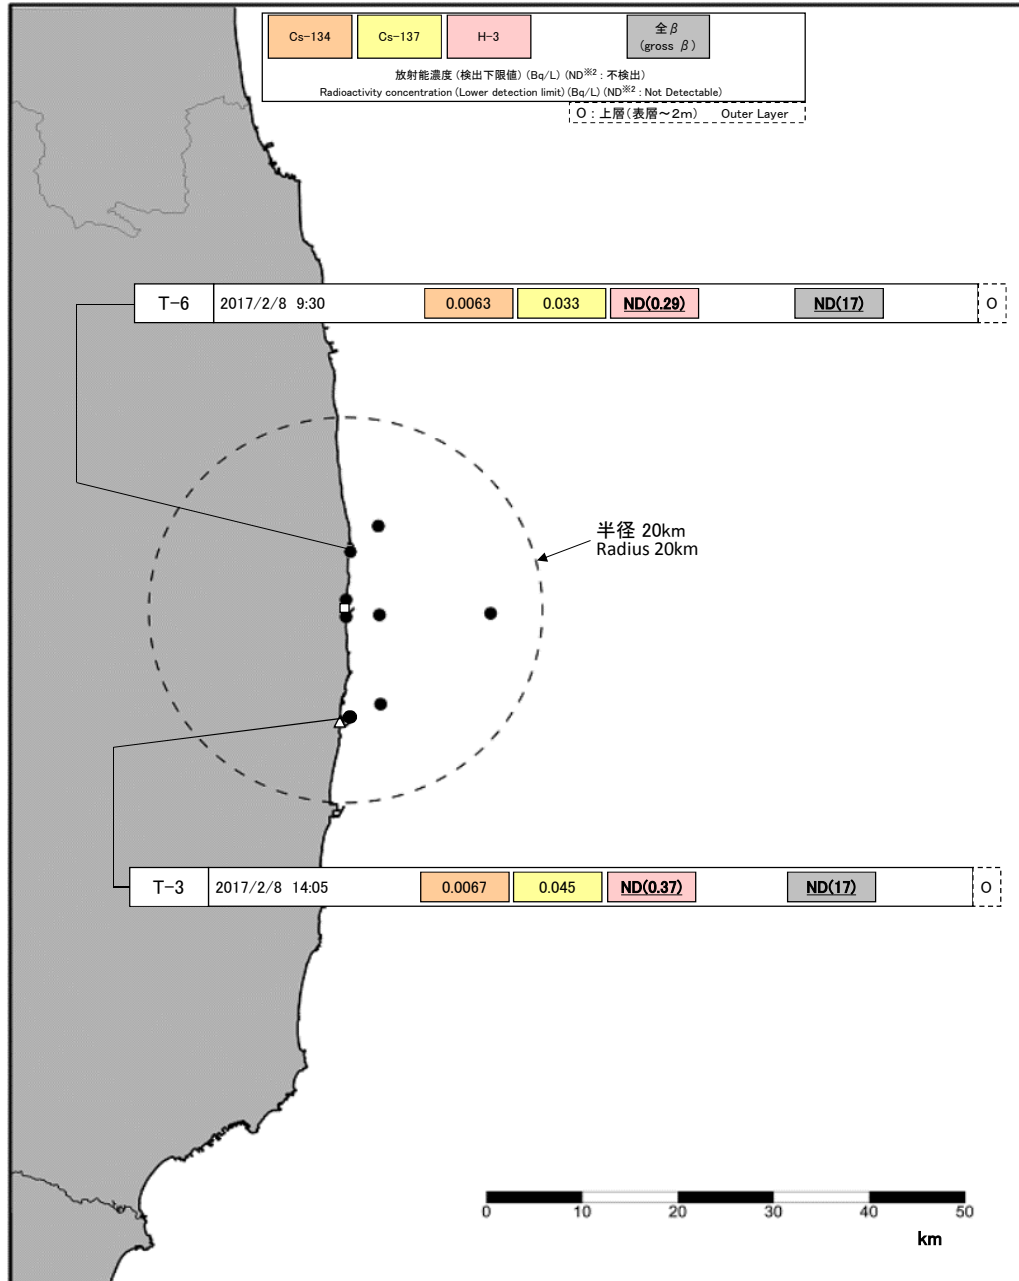 Cs-134 Cs-137 H-3 全β
(gross β)
放射能濃度 (検出下限値) (Bq/L) (ND※2 : 不検出)
Radioactivity concentration (Lower detection limit) (Bq/L) (ND※2 : Not Detectable)
O : 上層(表層～2m) Outer Layer
T-6 2017/2/8 9:30 0.0063 0.033 ND(0.29) ND(17) O
半径 20km
Radius 20km
T-3 2017/2/8 14:05 0.0067 0.045 ND(0.37) ND(17) O
0 10 20 30 40 50
km